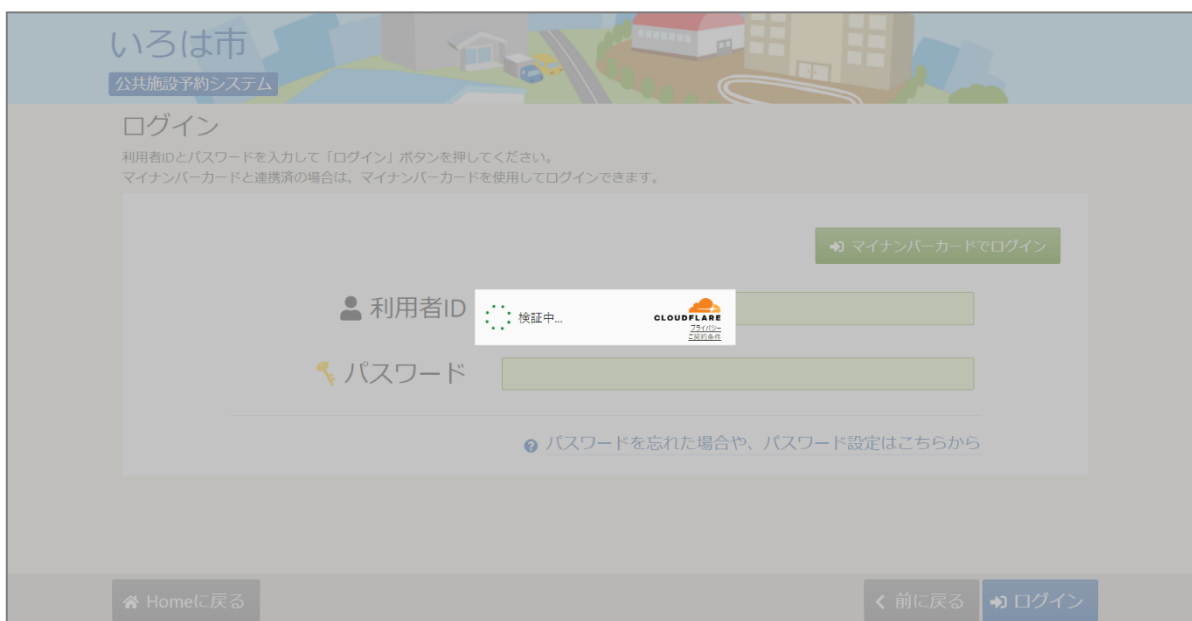 いろは市
公共施設予約システム
ログイン
利用者IDとパスワードを入力して「ログイン」ボタンを押してください。
マイナンバーカードと連携済の場合は、マイナンバーカードを使用してログインできます。
マイナンバーカードでログイン
利用者ID
検証中...
CLOUDFLARE
プライバシー
ご契約条件
パスワード
パスワードを忘れた場合や、パスワード設定はこちらから
Homeに戻る
前に戻る
ログイン